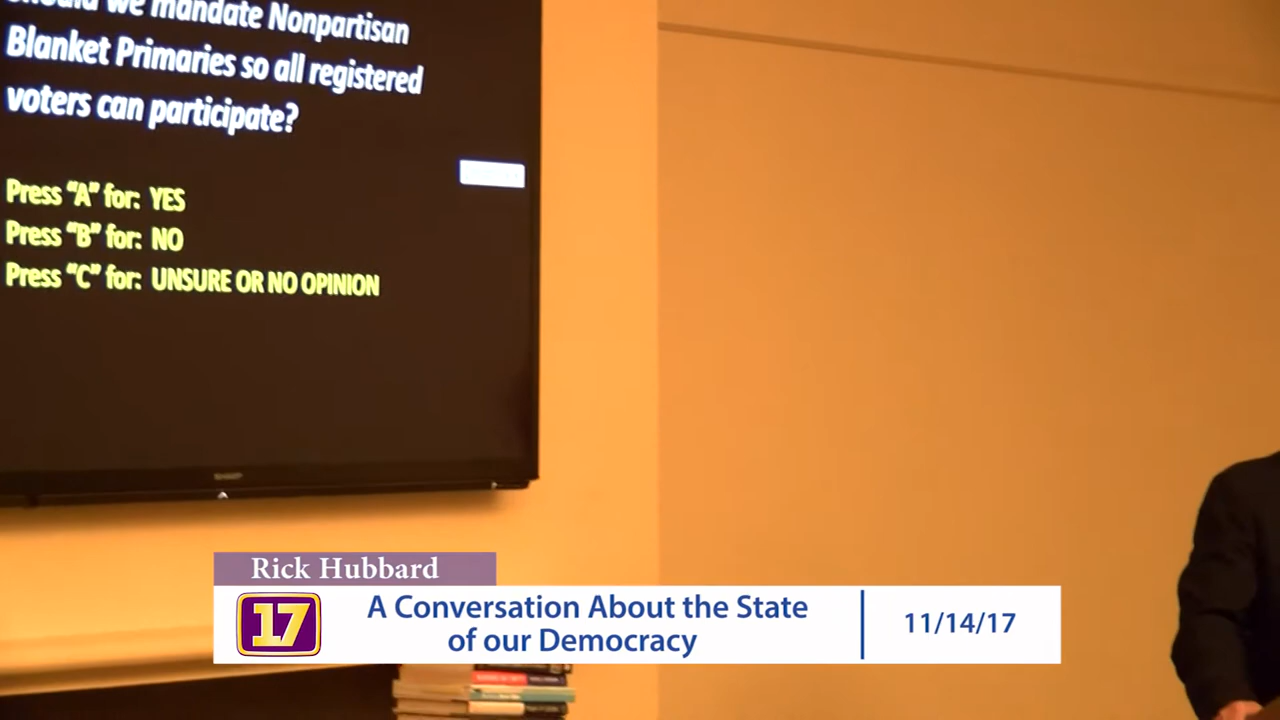 should we mandate Nonpartisan
Blanket Primaries so all registered
voters can participate?
Press "A" for: YES
Press "B" for: NO
Press "C" for: UNSURE OR NO OPINION
SHARP
Rick Hubbard
17
A Conversation About the State
of our Democracy
11/14/17